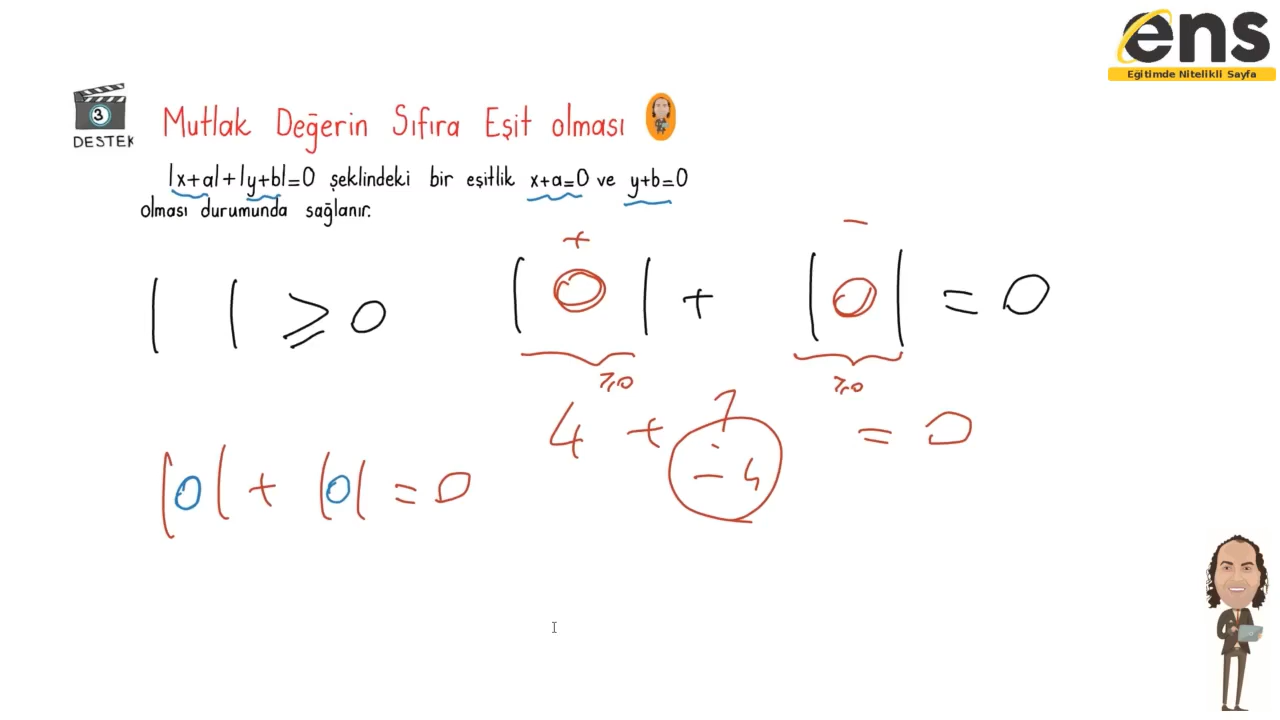 ens
Eğitimde Nitelikli Sayfa
3
DESTEK
Mutlak Değerin Sıfıra Eşit olması
|x+a|+|y+b|=0 şeklindeki bir eşitlik x+a=0 ve y+b=0
olması durumunda sağlanır.
+ −
| | ⩾ 0 |0| + |0| = 0
⩾0 ⩾0
4 + = 0
−4
|0| + |0| = 0